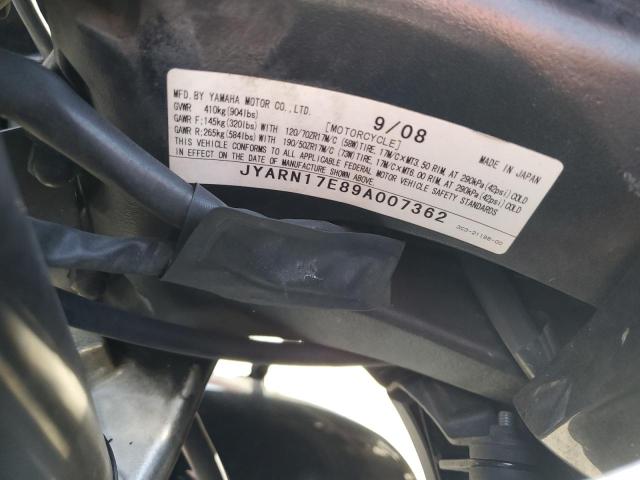 MFD.BY YAMAHA MOTOR CO.,LTD. 9/08 MADE IN JAPAN
GVWR 410kg(904lbs) [MOTORCYCLE]
GAWR F;145kg(320lbs) WITH 120/70ZR17M/C (58W)TIRE, 17M/C×MT3.50 RIM, AT 290kPa(42psi) COLD
GAWR R;265kg(584lbs) WITH 190/50ZR17M/C (73W)TIRE, 17M/C×MT6.00 RIM, AT 290kPa(42psi) COLD
THIS VEHICLE CONFORMS TO ALL APPLICABLE FEDERAL MOTOR VEHICLE SAFETY STANDARDS
IN EFFECT ON THE DATE OF MANUFACTURE SHOWN ABOVE.
JYARN17E89A007362
3C3-21196-00